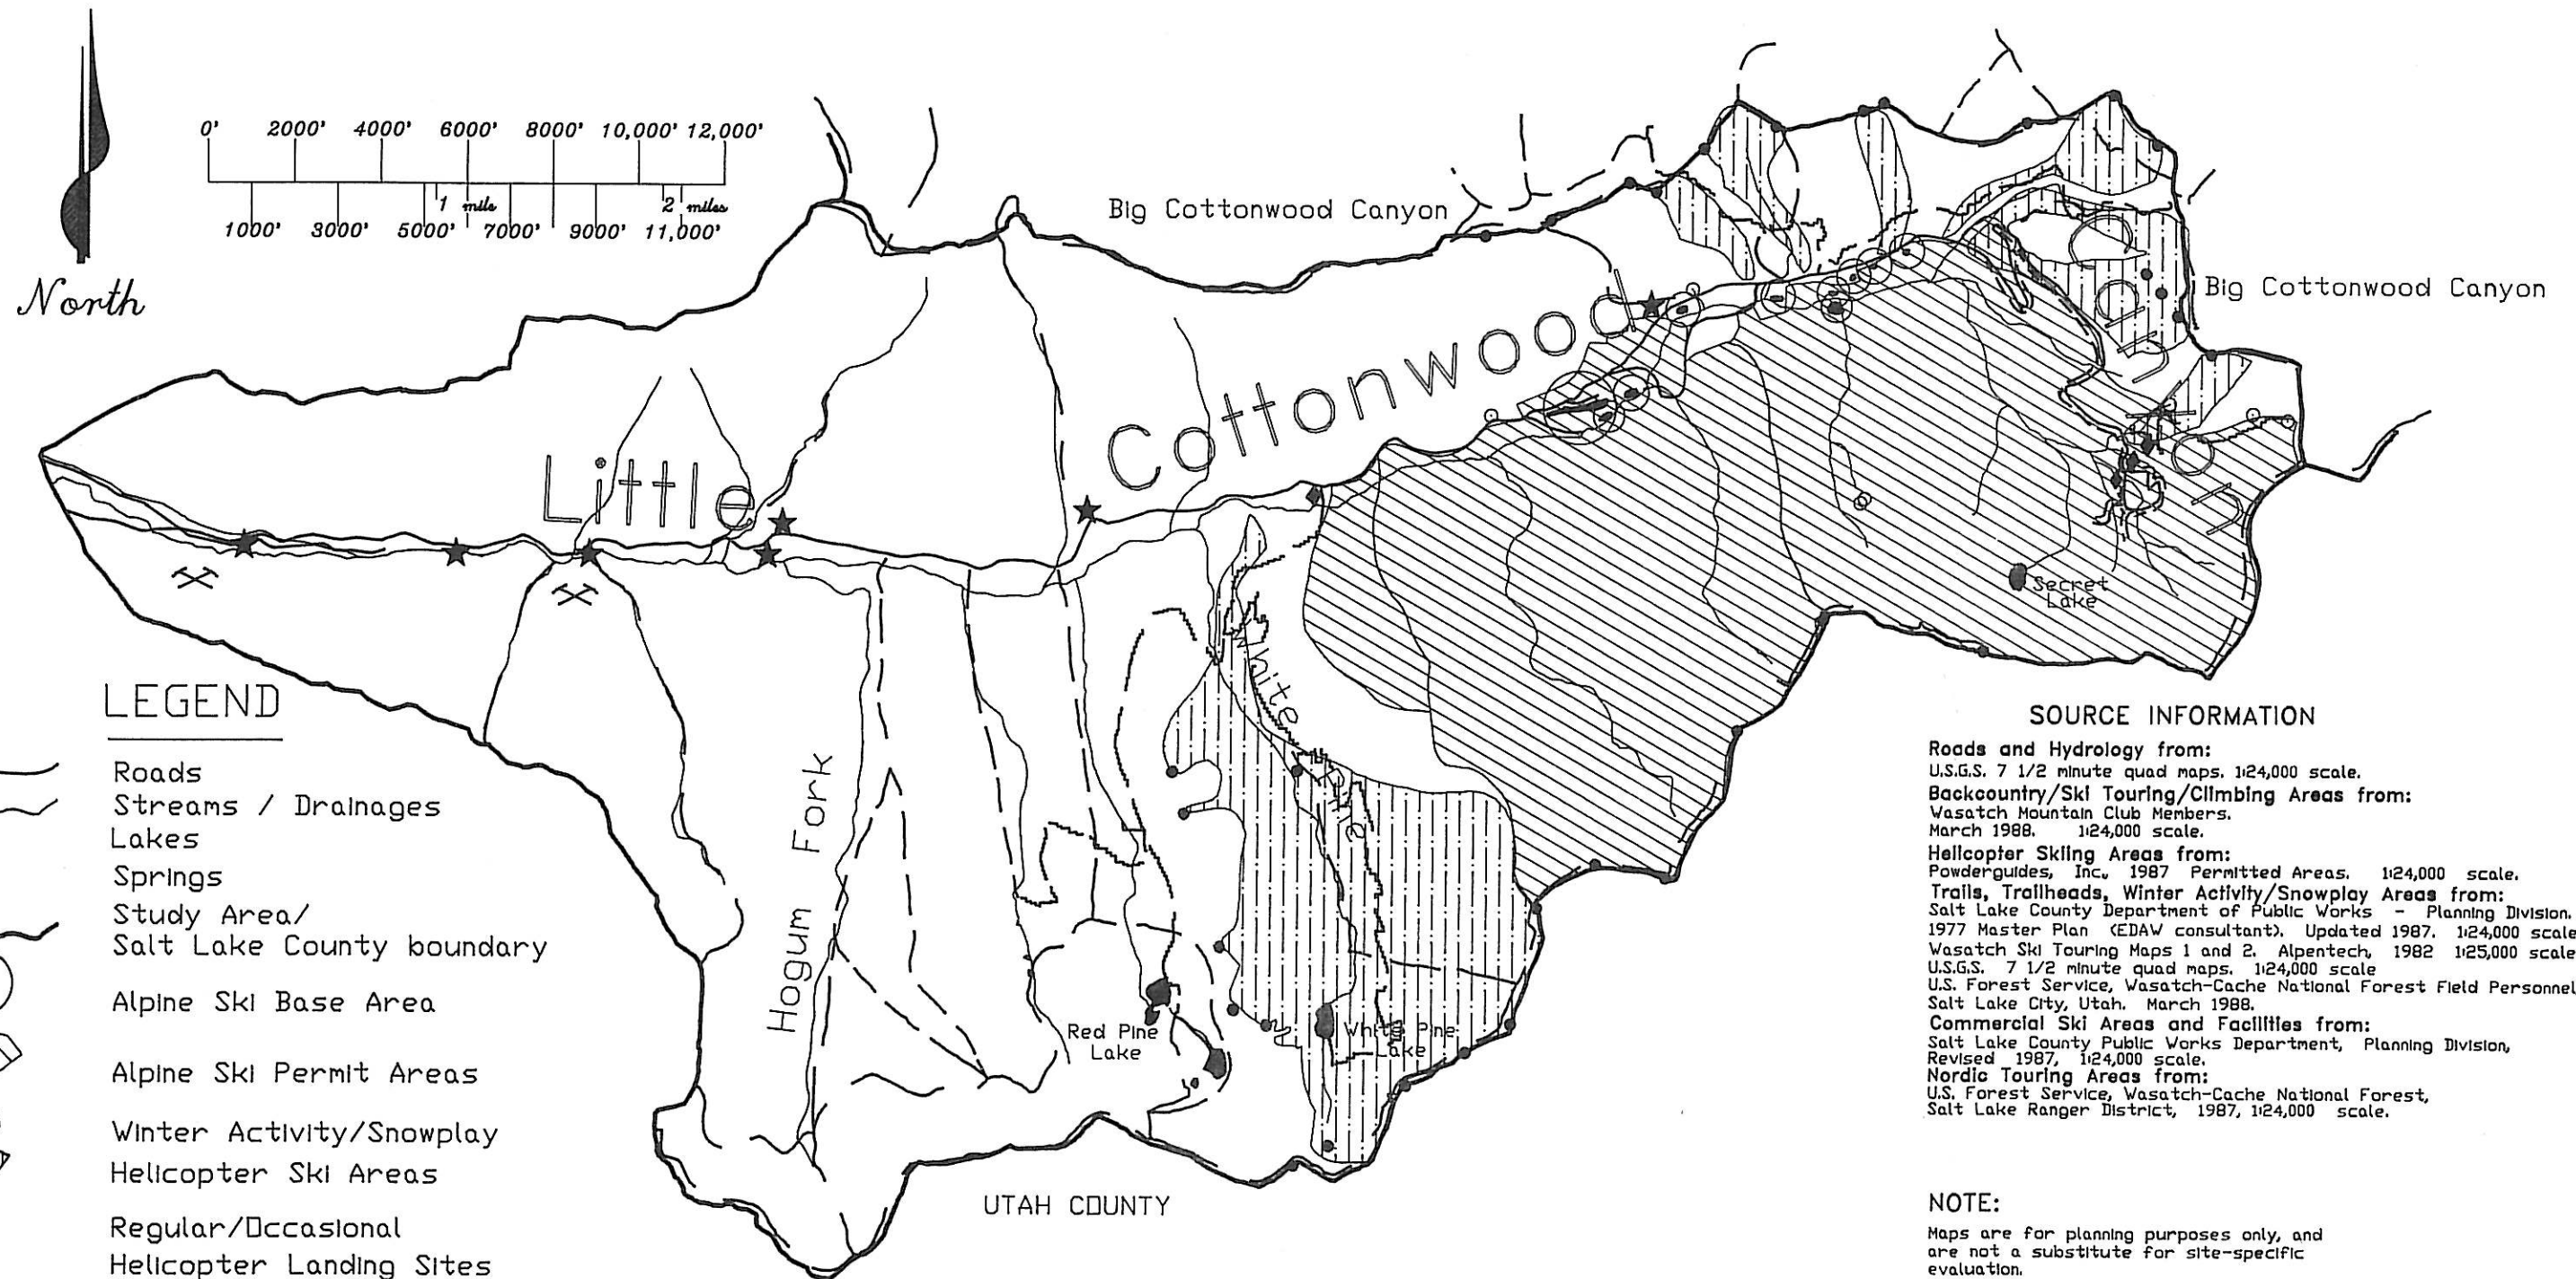 0' 2000' 4000' 6000' 8000' 10,000' 12,000'
1 mile 2 miles
1000' 3000' 5000' 7000' 9000' 11,000'
North
Big Cottonwood Canyon
Big Cottonwood Canyon
Little Cottonwood Canyon
Secret
Lake
White Pine
Hogum Fork
Red Pine
Lake
White Pine
Lake
UTAH COUNTY
LEGEND
Roads
Streams / Drainages
Lakes
Springs
Study Area/
Salt Lake County boundary
Alpine Ski Base Area
Alpine Ski Permit Areas
Winter Activity/Snowplay
Helicopter Ski Areas
Regular/Occasional
Helicopter Landing Sites
SOURCE INFORMATION
Roads and Hydrology from:
U.S.G.S. 7 1/2 minute quad maps. 1:24,000 scale.
Backcountry/Ski Touring/Climbing Areas from:
Wasatch Mountain Club Members.
March 1988. 1:24,000 scale.
Helicopter Skiing Areas from:
Powderguides, Inc., 1987 Permitted Areas. 1:24,000 scale.
Trails, Trailheads, Winter Activity/Snowplay Areas from:
Salt Lake County Department of Public Works - Planning Division.
1977 Master Plan (EDAW consultant). Updated 1987. 1:24,000 scale
Wasatch Ski Touring Maps 1 and 2. Alpentech, 1982 1:25,000 scale
U.S.G.S. 7 1/2 minute quad maps. 1:24,000 scale
U.S. Forest Service, Wasatch-Cache National Forest Field Personnel
Salt Lake City, Utah. March 1988.
Commercial Ski Areas and Facilities from:
Salt Lake County Public Works Department, Planning Division,
Revised 1987, 1:24,000 scale.
Nordic Touring Areas from:
U.S. Forest Service, Wasatch-Cache National Forest,
Salt Lake Ranger District, 1987, 1:24,000 scale.
NOTE:
Maps are for planning purposes only, and
are not a substitute for site-specific
evaluation.